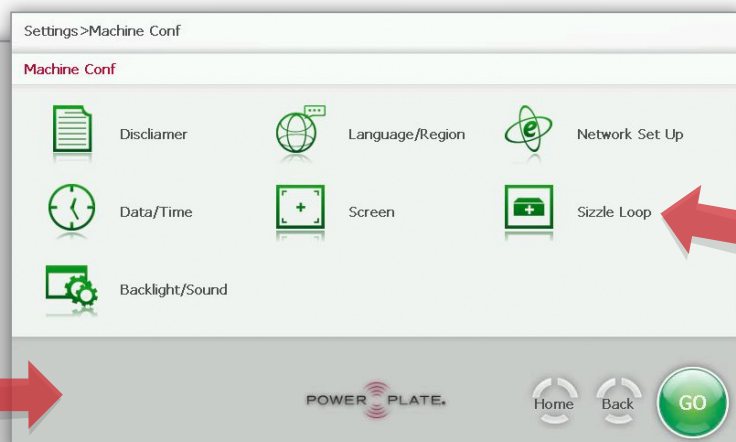 Settings>Machine Conf
Machine Conf
Discliamer
Language/Region
e
Network Set Up
Data/Time
Screen
Sizzle Loop
Backlight/Sound
POWER PLATE.
Home
Back
GO